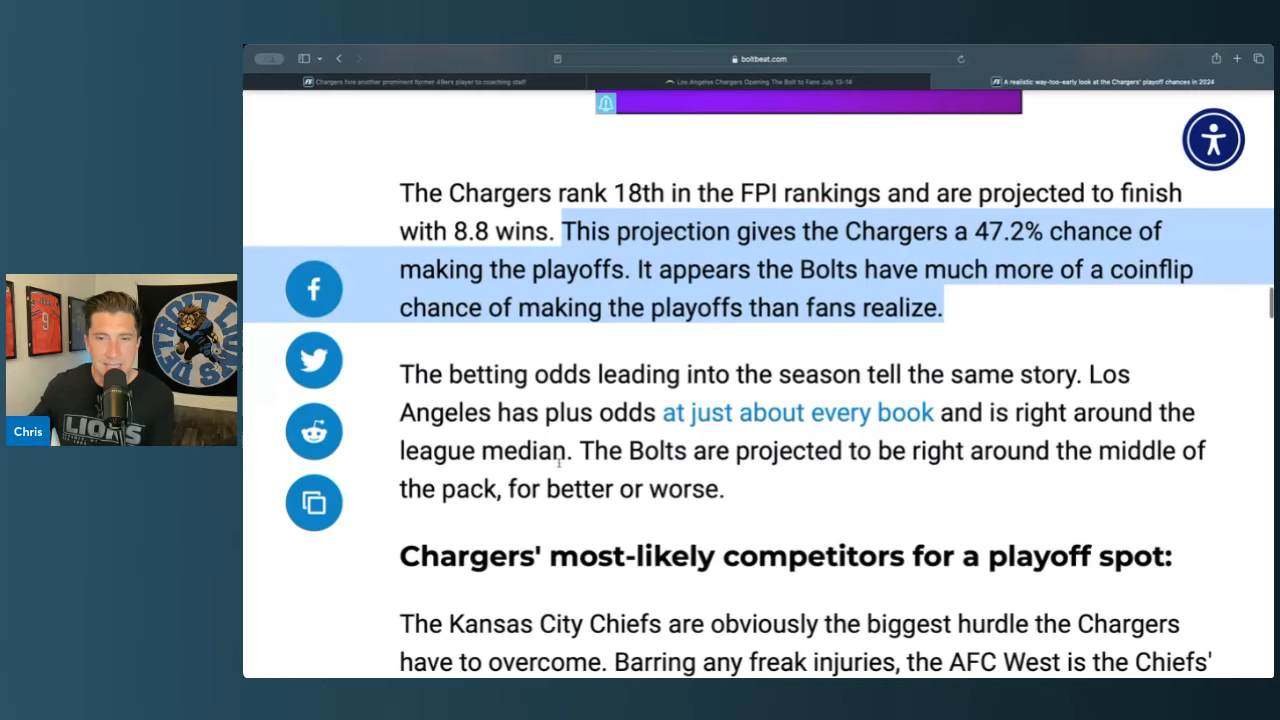 boltbeat.com
Chargers hire another prominent former 49ers player to coaching staff
Los Angeles Chargers Opening The Bolt to Fans July 13-14
A realistic way-too-early look at the Chargers' playoff chances in 2024
The Chargers rank 18th in the FPI rankings and are projected to finish
with 8.8 wins. This projection gives the Chargers a 47.2% chance of
making the playoffs. It appears the Bolts have much more of a coinflip
chance of making the playoffs than fans realize.
The betting odds leading into the season tell the same story. Los
Angeles has plus odds at just about every book and is right around the
league median. The Bolts are projected to be right around the middle of
the pack, for better or worse.
Chargers' most-likely competitors for a playoff spot:
The Kansas City Chiefs are obviously the biggest hurdle the Chargers
have to overcome. Barring any freak injuries, the AFC West is the Chiefs'
9
DETROIT LIONS
LIONS
Chris